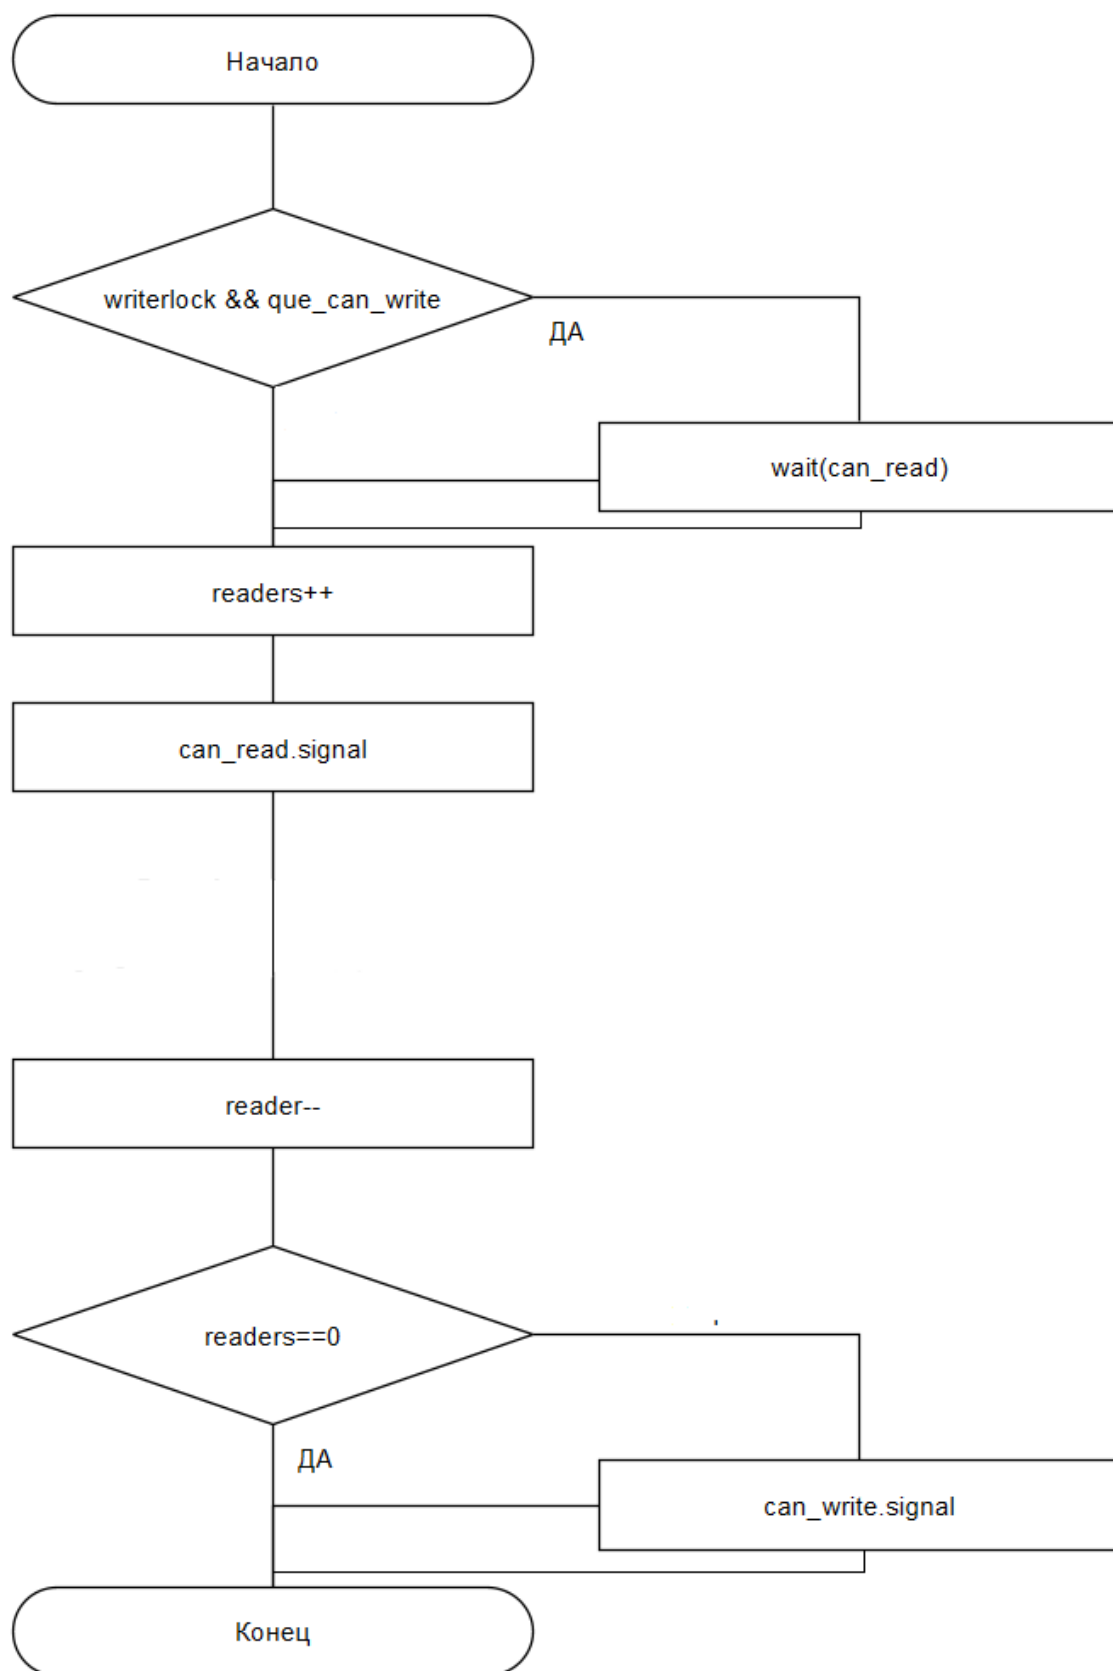 Начало
writerlock && que_can_write
ДА
wait(can_read)
readers++
can_read.signal
reader--
readers==0
ДА
can_write.signal
Конец